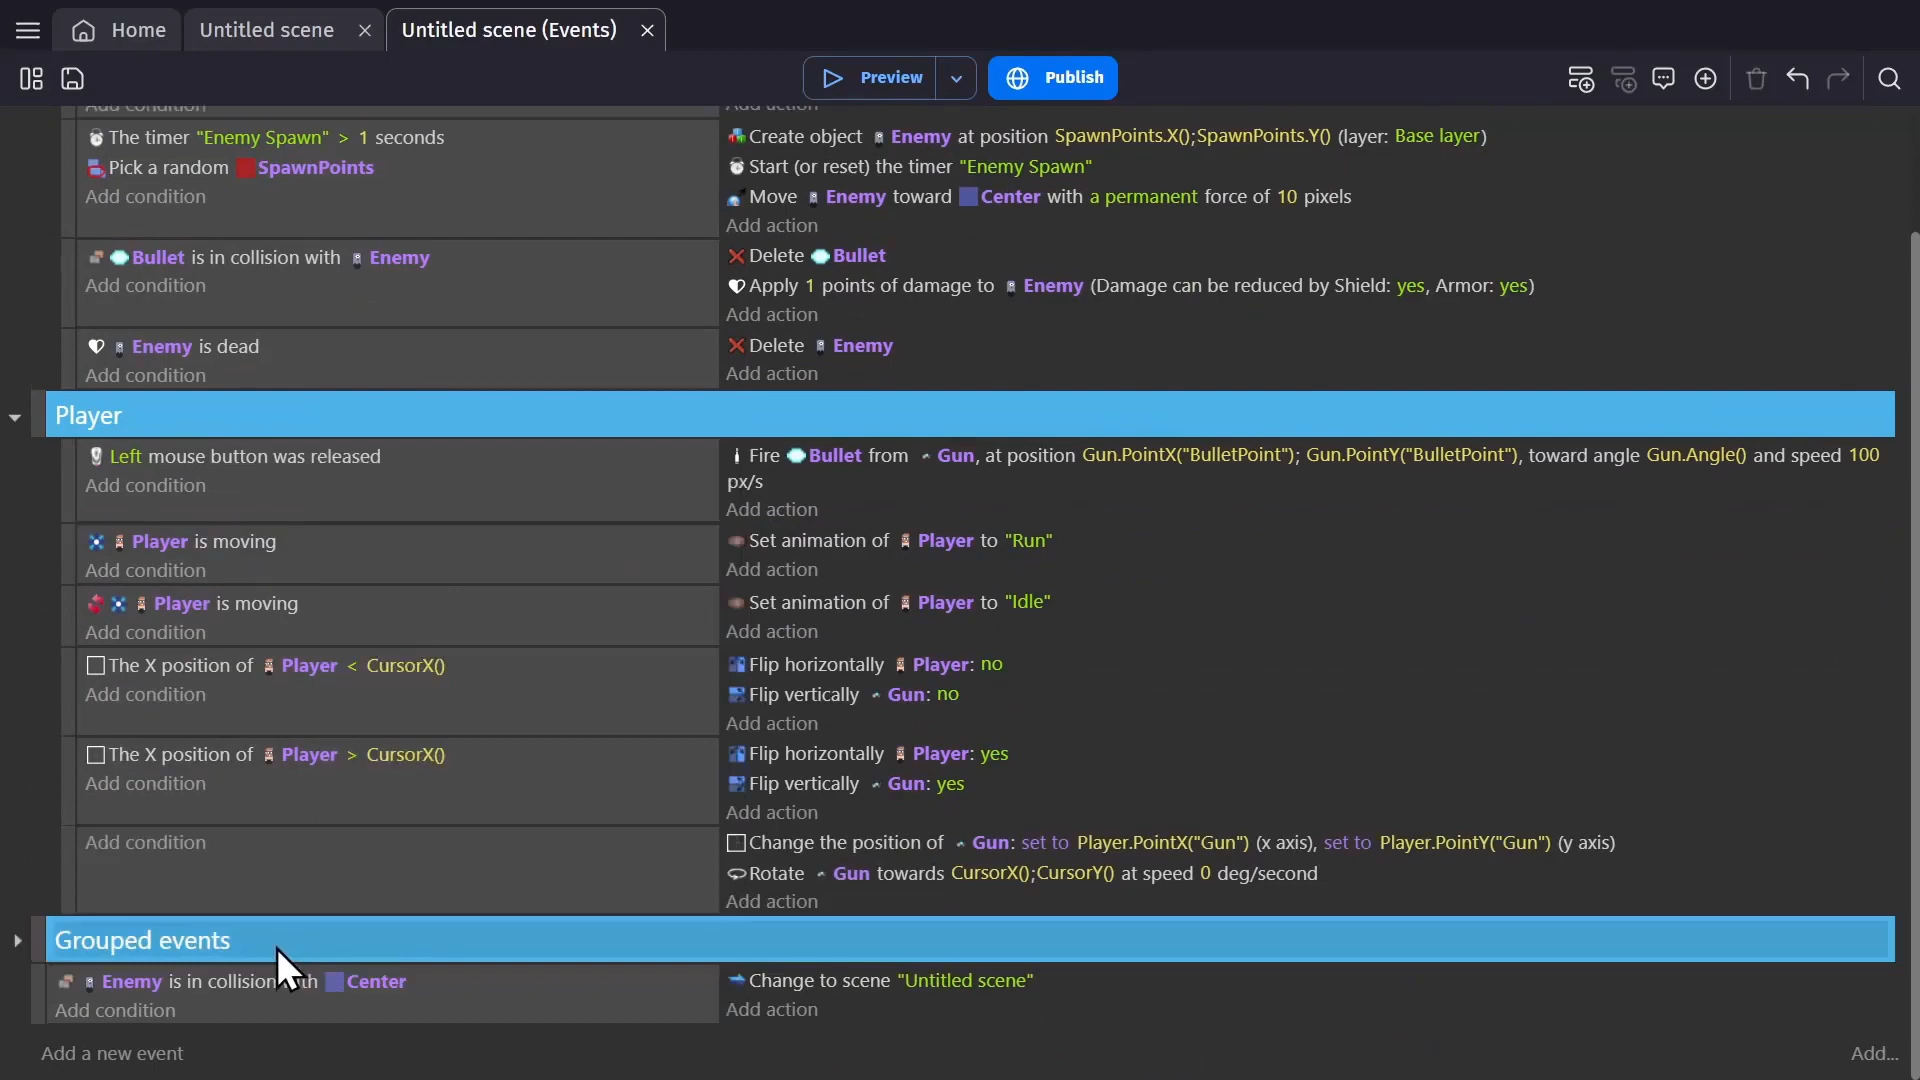 Home
Untitled scene
Untitled scene (Events)
Preview
Publish
Add condition
Add action
The timer "Enemy Spawn" > 1 seconds
Create object Enemy at position SpawnPoints.X();SpawnPoints.Y() (layer: Base layer)
Pick a random SpawnPoints
Start (or reset) the timer "Enemy Spawn"
Add condition
Move Enemy toward Center with a permanent force of 10 pixels
Add action
Bullet is in collision with Enemy
Delete Bullet
Add condition
Apply 1 points of damage to Enemy (Damage can be reduced by Shield: yes, Armor: yes)
Add action
Enemy is dead
Delete Enemy
Add condition
Add action
Player
Left mouse button was released
Fire Bullet from Gun, at position Gun.PointX("BulletPoint"); Gun.PointY("BulletPoint"), toward angle Gun.Angle() and speed 100
px/s
Add condition
Add action
Player is moving
Set animation of Player to "Run"
Add condition
Add action
Player is moving
Set animation of Player to "Idle"
Add condition
Add action
The X position of Player < CursorX()
Flip horizontally Player: no
Add condition
Flip vertically Gun: no
Add action
The X position of Player > CursorX()
Flip horizontally Player: yes
Add condition
Flip vertically Gun: yes
Add action
Add condition
Change the position of Gun: set to Player.PointX("Gun") (x axis), set to Player.PointY("Gun") (y axis)
Rotate Gun towards CursorX();CursorY() at speed 0 deg/second
Add action
Grouped events
Enemy is in collision th Center
Change to scene "Untitled scene"
Add condition
Add action
Add a new event
Add...